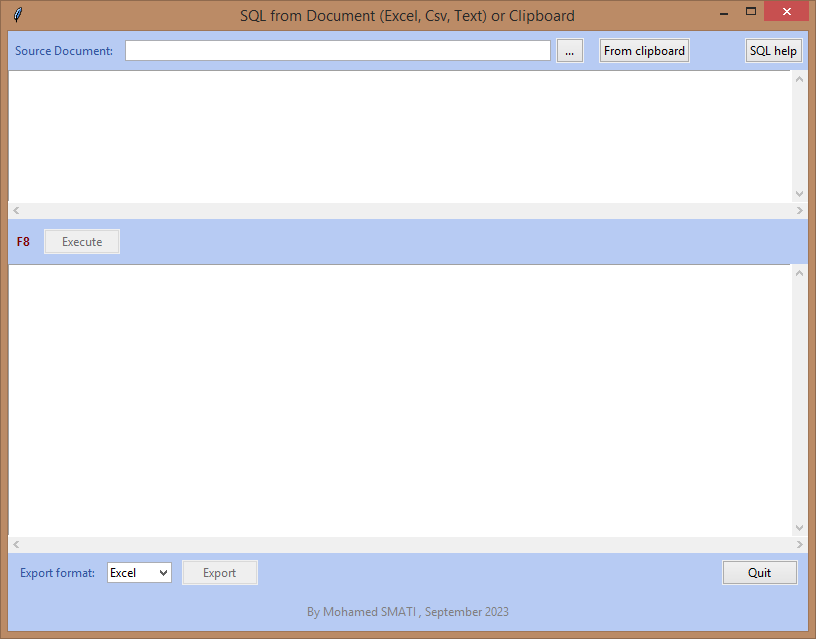 SQL from Document (Excel, Csv, Text) or Clipboard
Source Document: ... From clipboard SQL help
F8 Execute
Export format: Excel Export Quit
By Mohamed SMATI , September 2023